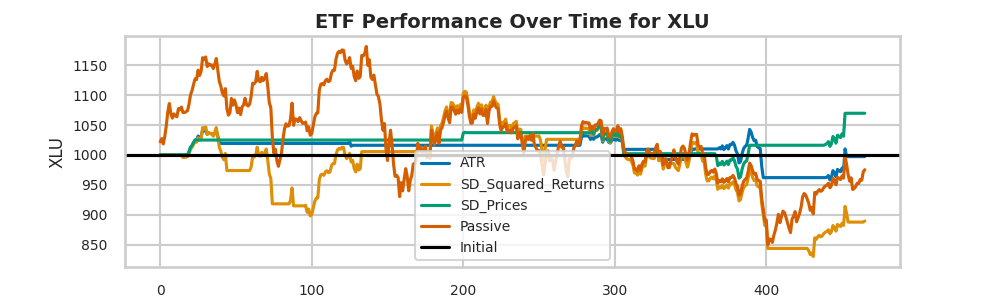 ETF Performance Over Time for XLU
XLU
1150
1100
1050
1000
950
900
850
ATR
SD_Squared_Returns
SD_Prices
Passive
Initial
0 100 200 300 400